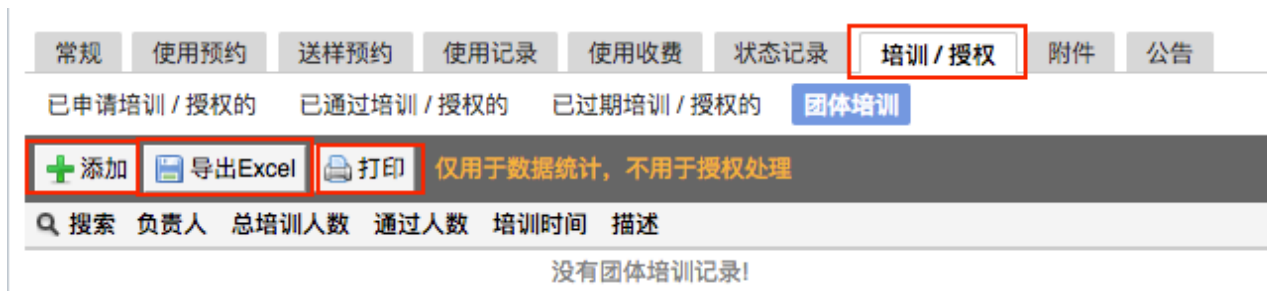 常规 使用预约 送样预约 使用记录 使用收费 状态记录 培训 / 授权 附件 公告
已申请培训 / 授权的 已通过培训 / 授权的 已过期培训 / 授权的 团体培训
添加 导出Excel 打印 仅用于数据统计，不用于授权处理
搜索 负责人 总培训人数 通过人数 培训时间 描述
没有团体培训记录!